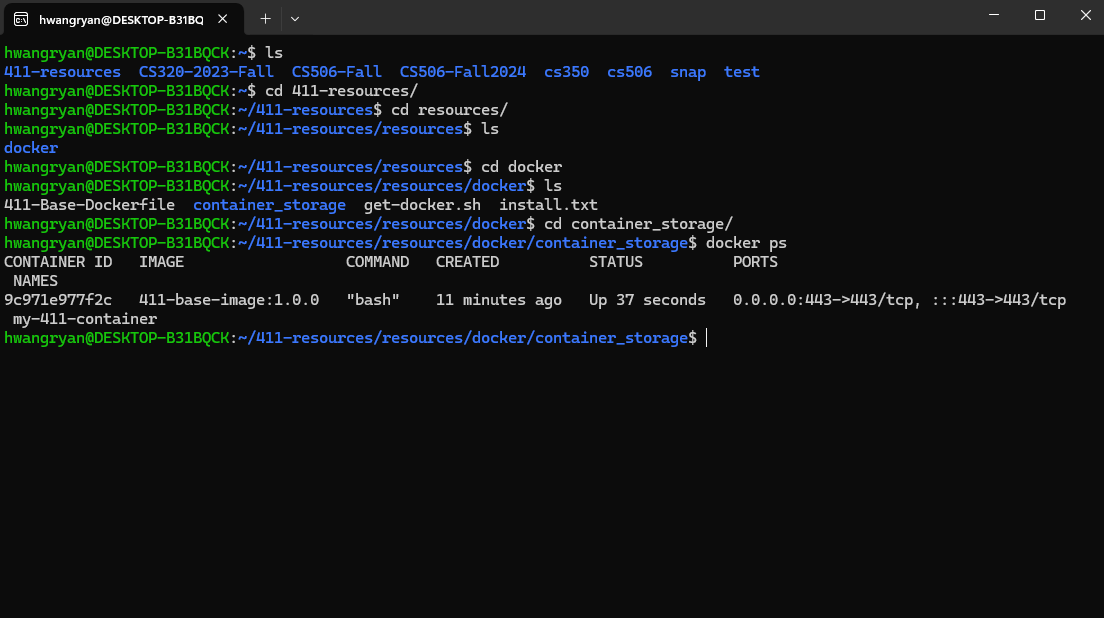 hwangryan@DESKTOP-B31BQ
hwangryan@DESKTOP-B31BQCK:~$ ls
411-resources  CS320-2023-Fall  CS506-Fall  CS506-Fall2024  cs350  cs506  snap  test
hwangryan@DESKTOP-B31BQCK:~$ cd 411-resources/
hwangryan@DESKTOP-B31BQCK:~/411-resources$ cd resources/
hwangryan@DESKTOP-B31BQCK:~/411-resources/resources$ ls
docker
hwangryan@DESKTOP-B31BQCK:~/411-resources/resources$ cd docker
hwangryan@DESKTOP-B31BQCK:~/411-resources/resources/docker$ ls
411-Base-Dockerfile  container_storage  get-docker.sh  install.txt
hwangryan@DESKTOP-B31BQCK:~/411-resources/resources/docker$ cd container_storage/
hwangryan@DESKTOP-B31BQCK:~/411-resources/resources/docker/container_storage$ docker ps
CONTAINER ID   IMAGE                  COMMAND   CREATED          STATUS          PORTS
 NAMES
9c971e977f2c   411-base-image:1.0.0   "bash"    11 minutes ago   Up 37 seconds   0.0.0.0:443->443/tcp, :::443->443/tcp
 my-411-container
hwangryan@DESKTOP-B31BQCK:~/411-resources/resources/docker/container_storage$